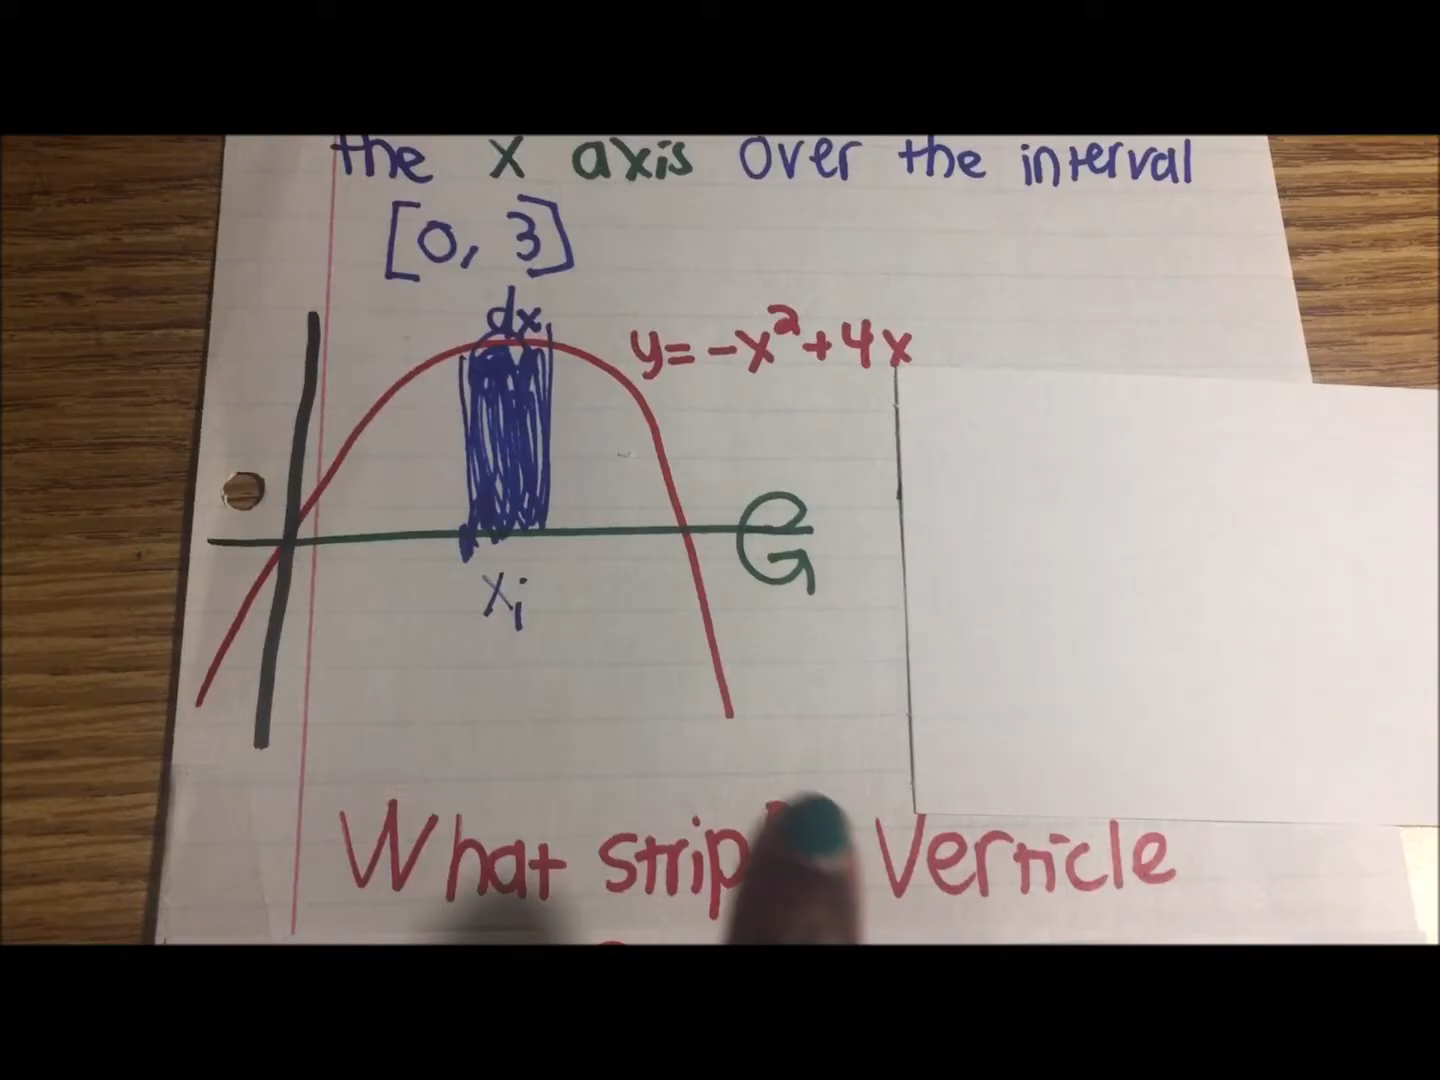 the x axis over the interval
[0, 3]
dx
y = -x²+4x
xi
What strip Verticle